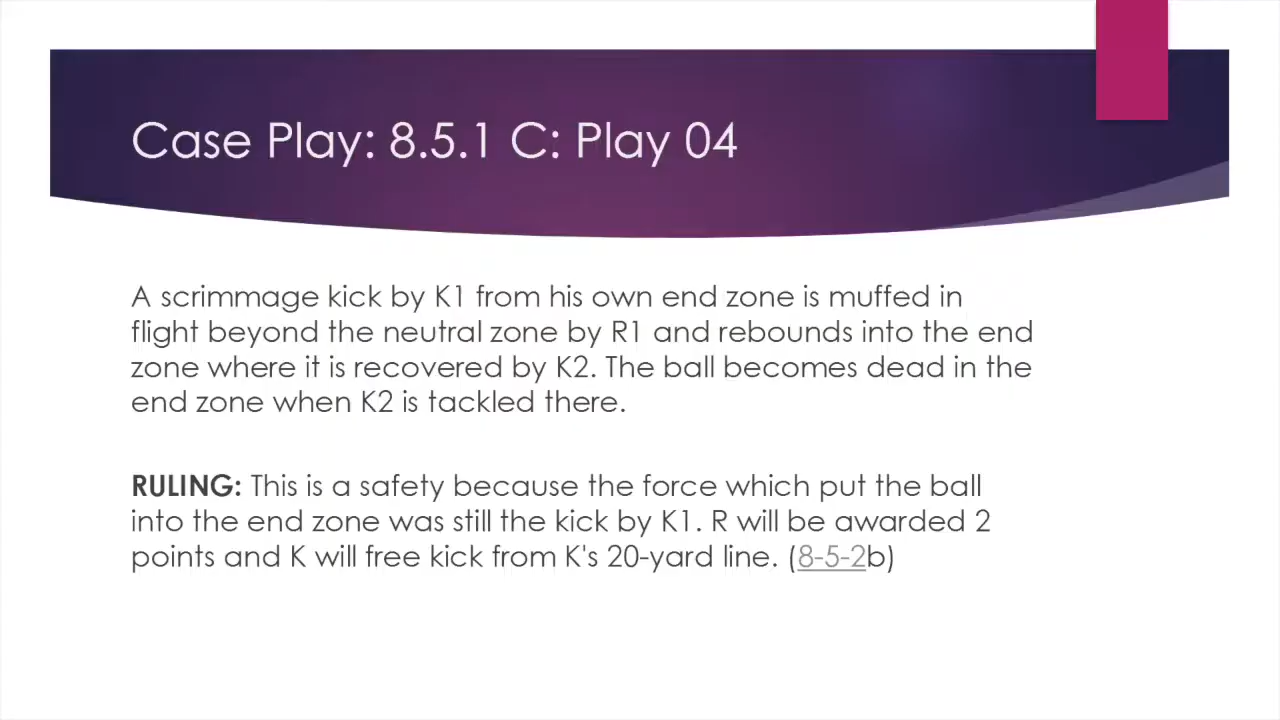 Case Play: 8.5.1 C: Play 04
A scrimmage kick by K1 from his own end zone is muffed in
flight beyond the neutral zone by R1 and rebounds into the end
zone where it is recovered by K2. The ball becomes dead in the
end zone when K2 is tackled there.
RULING: This is a safety because the force which put the ball
into the end zone was still the kick by K1. R will be awarded 2
points and K will free kick from K's 20-yard line. (8-5-2b)